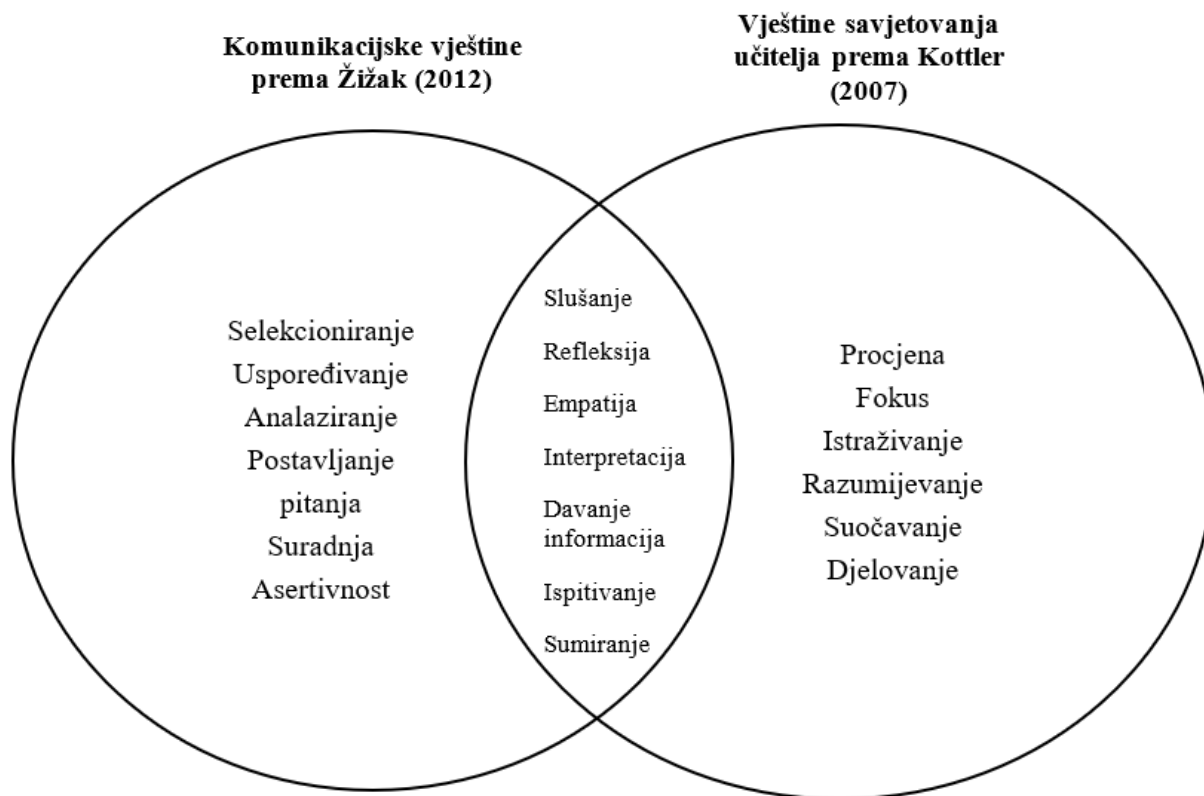 Komunikacijske vještine
prema Žižak (2012)
Vještine savjetovanja
učitelja prema Kottler
(2007)
Selekcioniranje
Uspoređivanje
Analaziranje
Postavljanje
pitanja
Suradnja
Asertivnost
Slušanje
Refleksija
Empatija
Interpretacija
Davanje
informacija
Ispitivanje
Sumiranje
Procjena
Fokus
Istraživanje
Razumijevanje
Suočavanje
Djelovanje